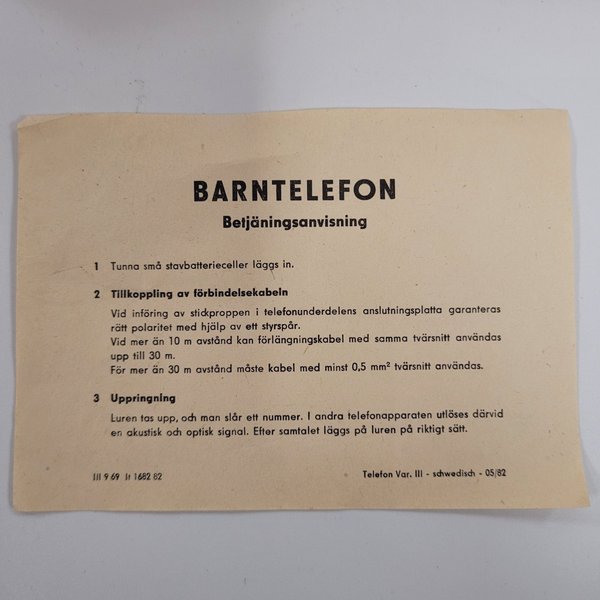 BARNTELEFON
Betjäningsanvisning
1 Tunna små stavbatterieceller läggs in.
2 Tiilkoppling av förbindelsekabeln
Vid införing av stickproppen i telefonunderdelens anslutningsplatta garanteras
rätt polaritet med hjälp av ett styrspår.
Vid mer än 10 m avstånd kan förlängningskabel med samma tvärsnitt användas
upp till 30 m.
För mer än 30 m avstånd måste kabel med minst 0,5 mm² tvärsnitt användas.
3 Uppringning
Luren tas upp, och man slår ett nummer. I andra telefonapparaten utlöses därvid
en akustisk och optisk signal. Efter samtalet läggs på luren på riktigt sätt.
III 9 69 It 1682 82
Telefon Var. III - schwedisch - 05/82